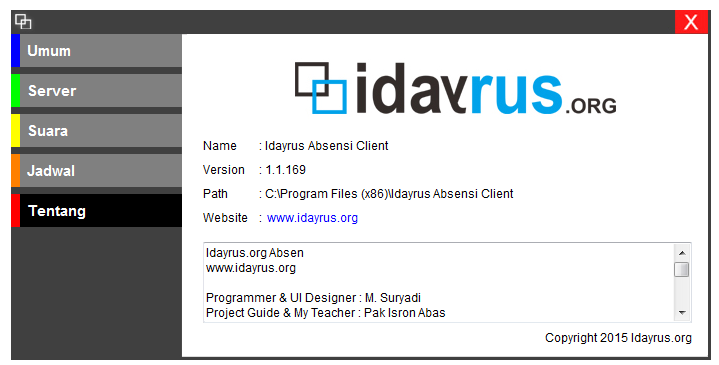 X
Umum
Server
Suara
Jadwal
Tentang
idayrus.ORG
Name : Idayrus Absensi Client
Version : 1.1.169
Path : C:\Program Files (x86)\Idayrus Absensi Client
Website : www.idayrus.org
Idayrus.org Absen
www.idayrus.org
Programmer & UI Designer : M. Suryadi
Project Guide & My Teacher : Pak Isron Abas
Copyright 2015 Idayrus.org